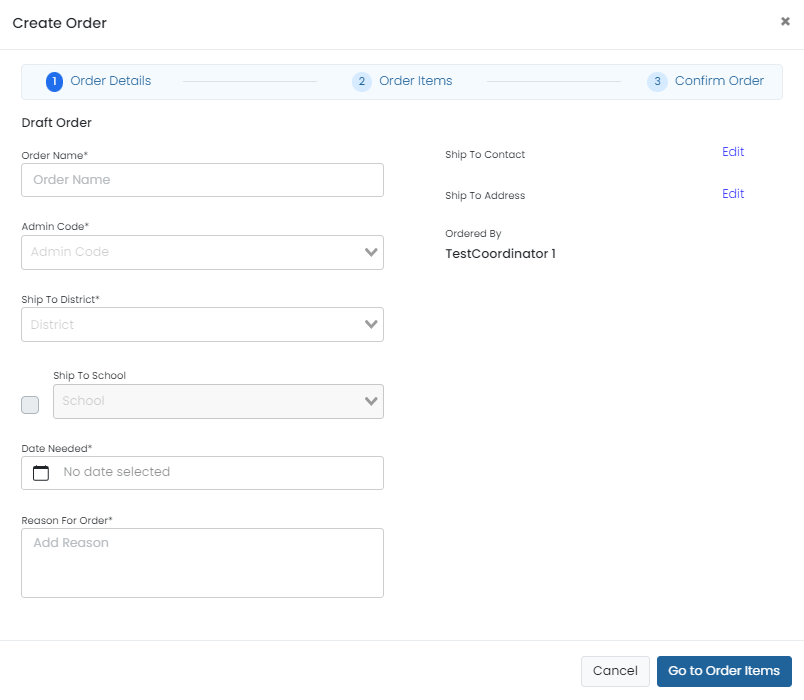 Create Order
1 Order Details 2 Order Items 3 Confirm Order
Draft Order
Order Name*
Order Name
Admin Code*
Admin Code
Ship To District*
District
Ship To School
School
Date Needed*
No date selected
Reason For Order*
Add Reason
Ship To Contact Edit
Ship To Address Edit
Ordered By
TestCoordinator 1
Cancel Go to Order Items